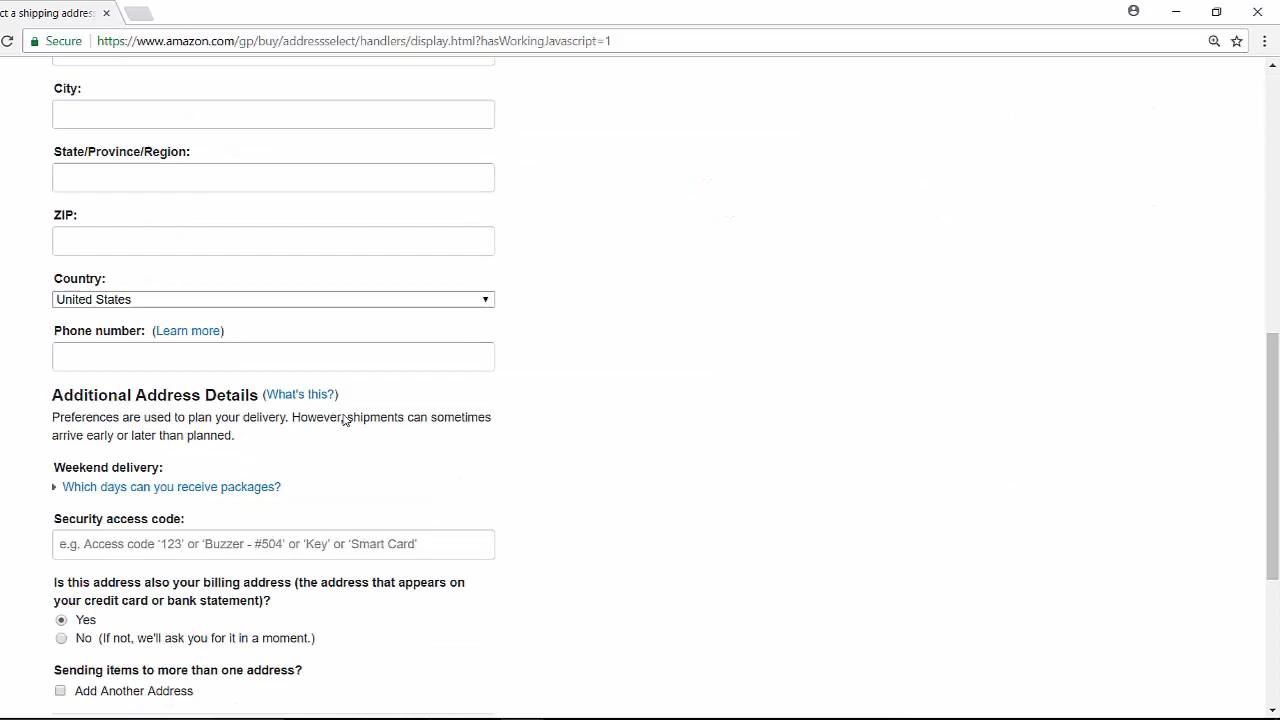 ct a shipping addres
Secure https://www.amazon.com/gp/buy/addressselect/handlers/display.html?hasWorkingJavascript=1
City:
State/Province/Region:
ZIP:
Country:
United States
Phone number: (Learn more)
Additional Address Details (What's this?)
Preferences are used to plan your delivery. However, shipments can sometimes
arrive early or later than planned.
Weekend delivery:
Which days can you receive packages?
Security access code:
e.g. Access code '123' or 'Buzzer - #504' or 'Key' or 'Smart Card'
Is this address also your billing address (the address that appears on
your credit card or bank statement)?
Yes
No (If not, we'll ask you for it in a moment.)
Sending items to more than one address?
Add Another Address